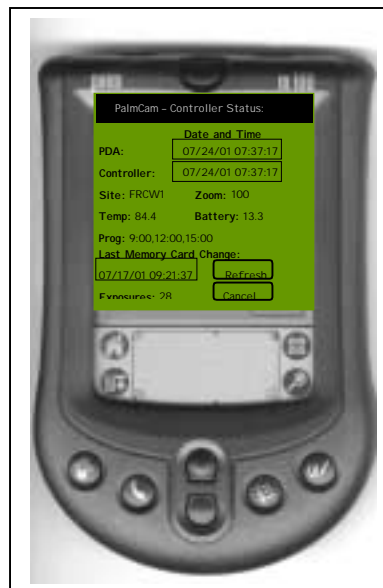 PalmCam – Controller Status:
Date and Time
PDA: 07/24/01 07:37:17
Controller: 07/24/01 07:37:17
Site: FRCW1 Zoom: 100
Temp: 84.4 Battery: 13.3
Prog: 9:00,12:00,15:00
Last Memory Card Change:
07/17/01 09:21:37 Refresh
Exposures: 28 Cancel